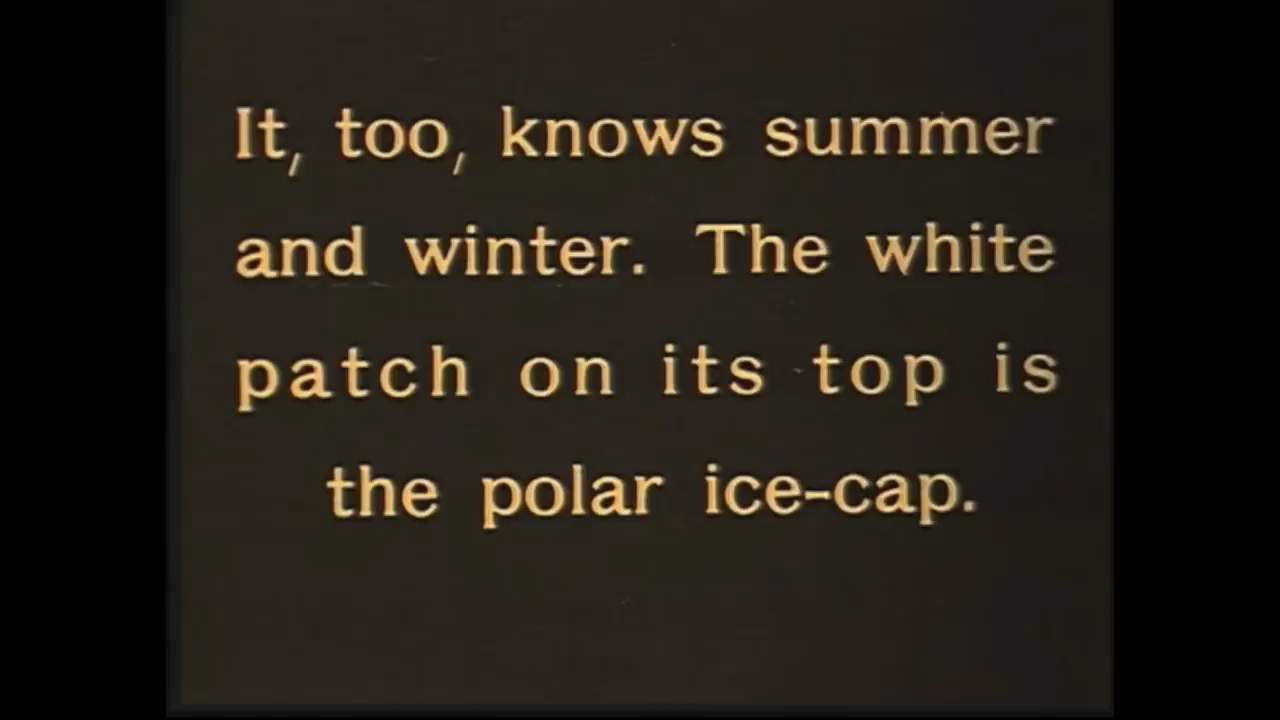 It, too, knows summer
and winter. The white
patch on its top is
the polar ice-cap.